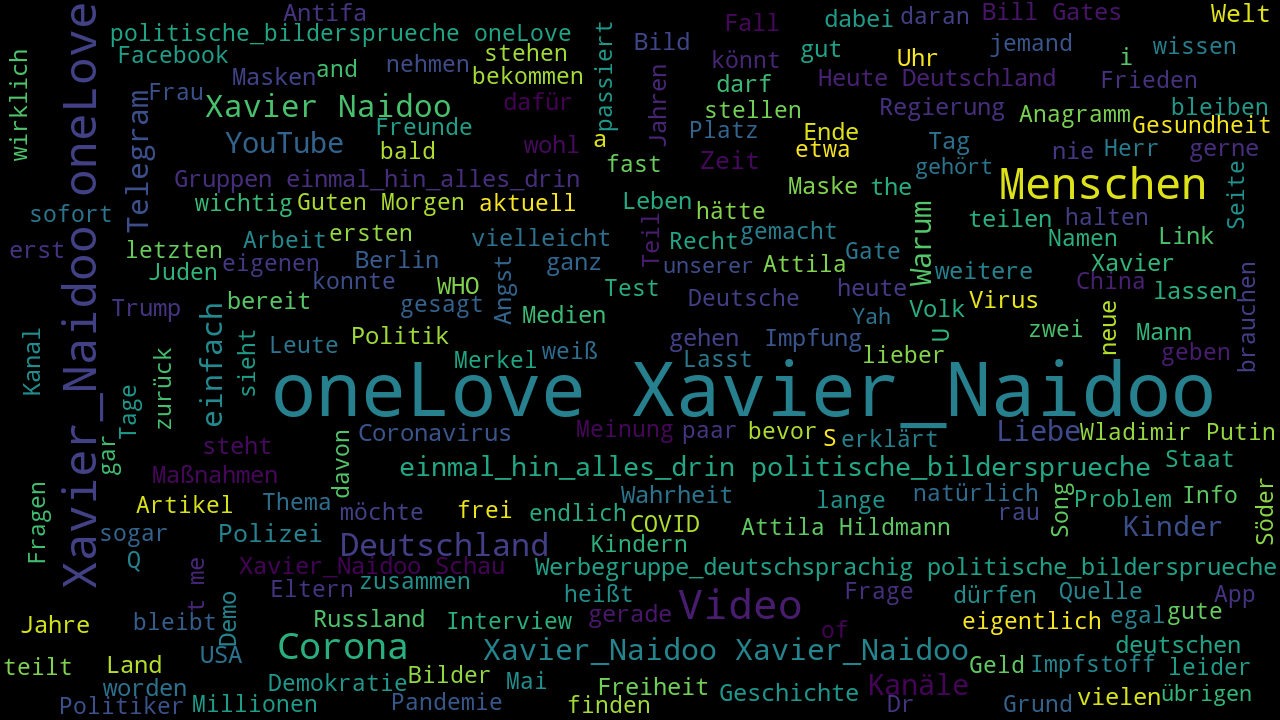 Antifa
Bill Gates
Welt
Xavier_Naidoo oneLove
politische_bildersprueche oneLove
Fall
dabei
daran
Facebook
stehen
Bild
jemand
wissen
wirklich
Masken
and
nehmen
bekommen
passiert
könnt
gut
Uhr
i
Frau
Telegram
Xavier Naidoo
dafür
Jahren
darf
Heute Deutschland
Frieden
stellen
Regierung
Anagramm
bleiben
YouTube
Freunde
wohl
a
Platz
Ende
Tag
Gesundheit
bald
fast
Zeit
etwa
gehört
nie
Herr
gerne
Gruppen einmal_hin_alles_drin
Maske
the
Menschen
Seite
sofort
wichtig
Guten Morgen
aktuell
Leben
hätte
Warum
teilen
halten
erst
letzten
Arbeit
ersten
vielleicht
Teil
Recht
gemacht
Gate
Namen
Link
Juden
eigenen
Berlin
ganz
unserer
Attila
weitere
Xavier
konnte
WHO
Angst
Test
Deutsche
heute
Virus
China
lassen
brauchen
Trump
bereit
gesagt
Medien
Yah
Volk
neue
Kanal
einfach
sieht
Leute
Politik
Merkel
weiß
gehen
Impfung
U
zwei
Mann
Tage
zurück
Lasst
lieber
geben
oneLove Xavier_Naidoo
gar
steht
davon
Coronavirus
Meinung
paar
bevor
S
erklärt
Liebe
Wladimir Putin
Maßnahmen
einmal_hin_alles_drin politische_bildersprueche
Staat
Fragen
Artikel
Thema
möchte
frei
endlich
Wahrheit
lange
natürlich
rau
Song
Problem
Info
Söder
sogar
Polizei
COVID
Attila Hildmann
Kinder
Q
Deutschland
Kindern
Xavier_Naidoo Schau
Werbegruppe_deutschsprachig politische_bildersprueche
t me
Eltern
zusammen
heißt
Frage
dürfen
Quelle
App
Jahre
bleibt
Demo
Russland
Interview
gerade
Video
of
eigentlich
egal
gute
teilt
Land
USA
Corona
Xavier_Naidoo Xavier_Naidoo
deutschen
Geld
Impfstoff
leider
worden
Demokratie
Bilder
Mai
Freiheit
Geschichte
Kanäle
Politiker
Millionen
Pandemie
finden
Dr
Grund
vielen
übrigen